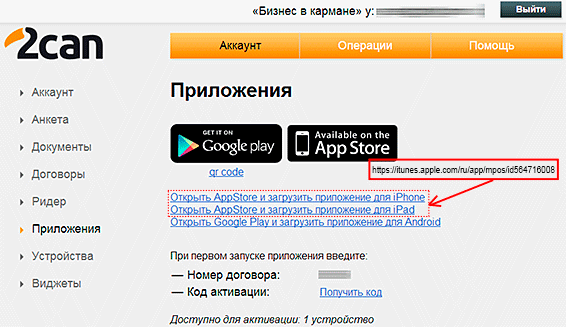 «Бизнес в кармане» у:
Выйти
2can
Аккаунт
Операции
Помощь
Аккаунт
Анкета
Документы
Договоры
Ридер
Приложения
Устройства
Виджеты
Приложения
GET IT ON
Google play
Available on the
App Store
qr code
https://itunes.apple.com/ru/app/mpos/id564716008
Открыть AppStore и загрузить приложение для iPhone
Открыть AppStore и загрузить приложение для iPad
Открыть Google Play и загрузить приложение для Android
При первом запуске приложения введите:
— Номер договора:
— Код активации: Получить код
Доступно для активации: 1 устройство